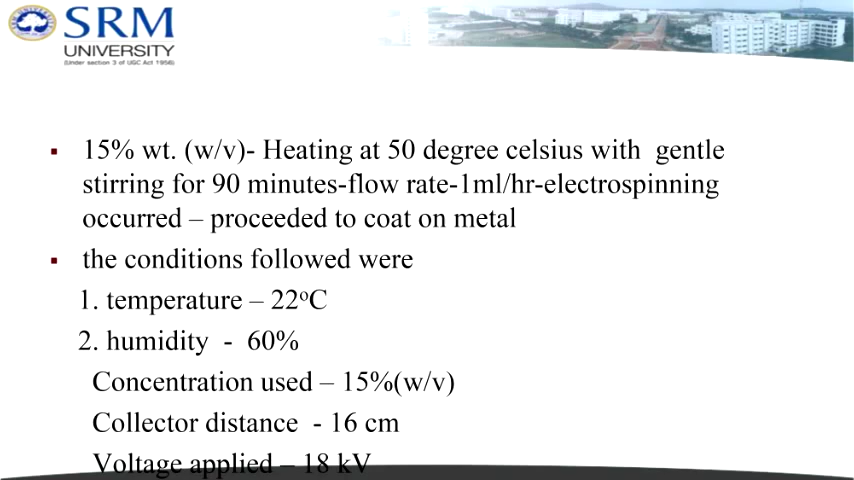 SRM
UNIVERSITY
(Under section 3 of UGC Act 1956)
▪ 15% wt. (w/v)- Heating at 50 degree celsius with gentle
stirring for 90 minutes-flow rate-1ml/hr-electrospinning
occurred – proceeded to coat on metal
▪ the conditions followed were
1. temperature – 22ºC
2. humidity - 60%
Concentration used – 15%(w/v)
Collector distance - 16 cm
Voltage applied – 18 kV